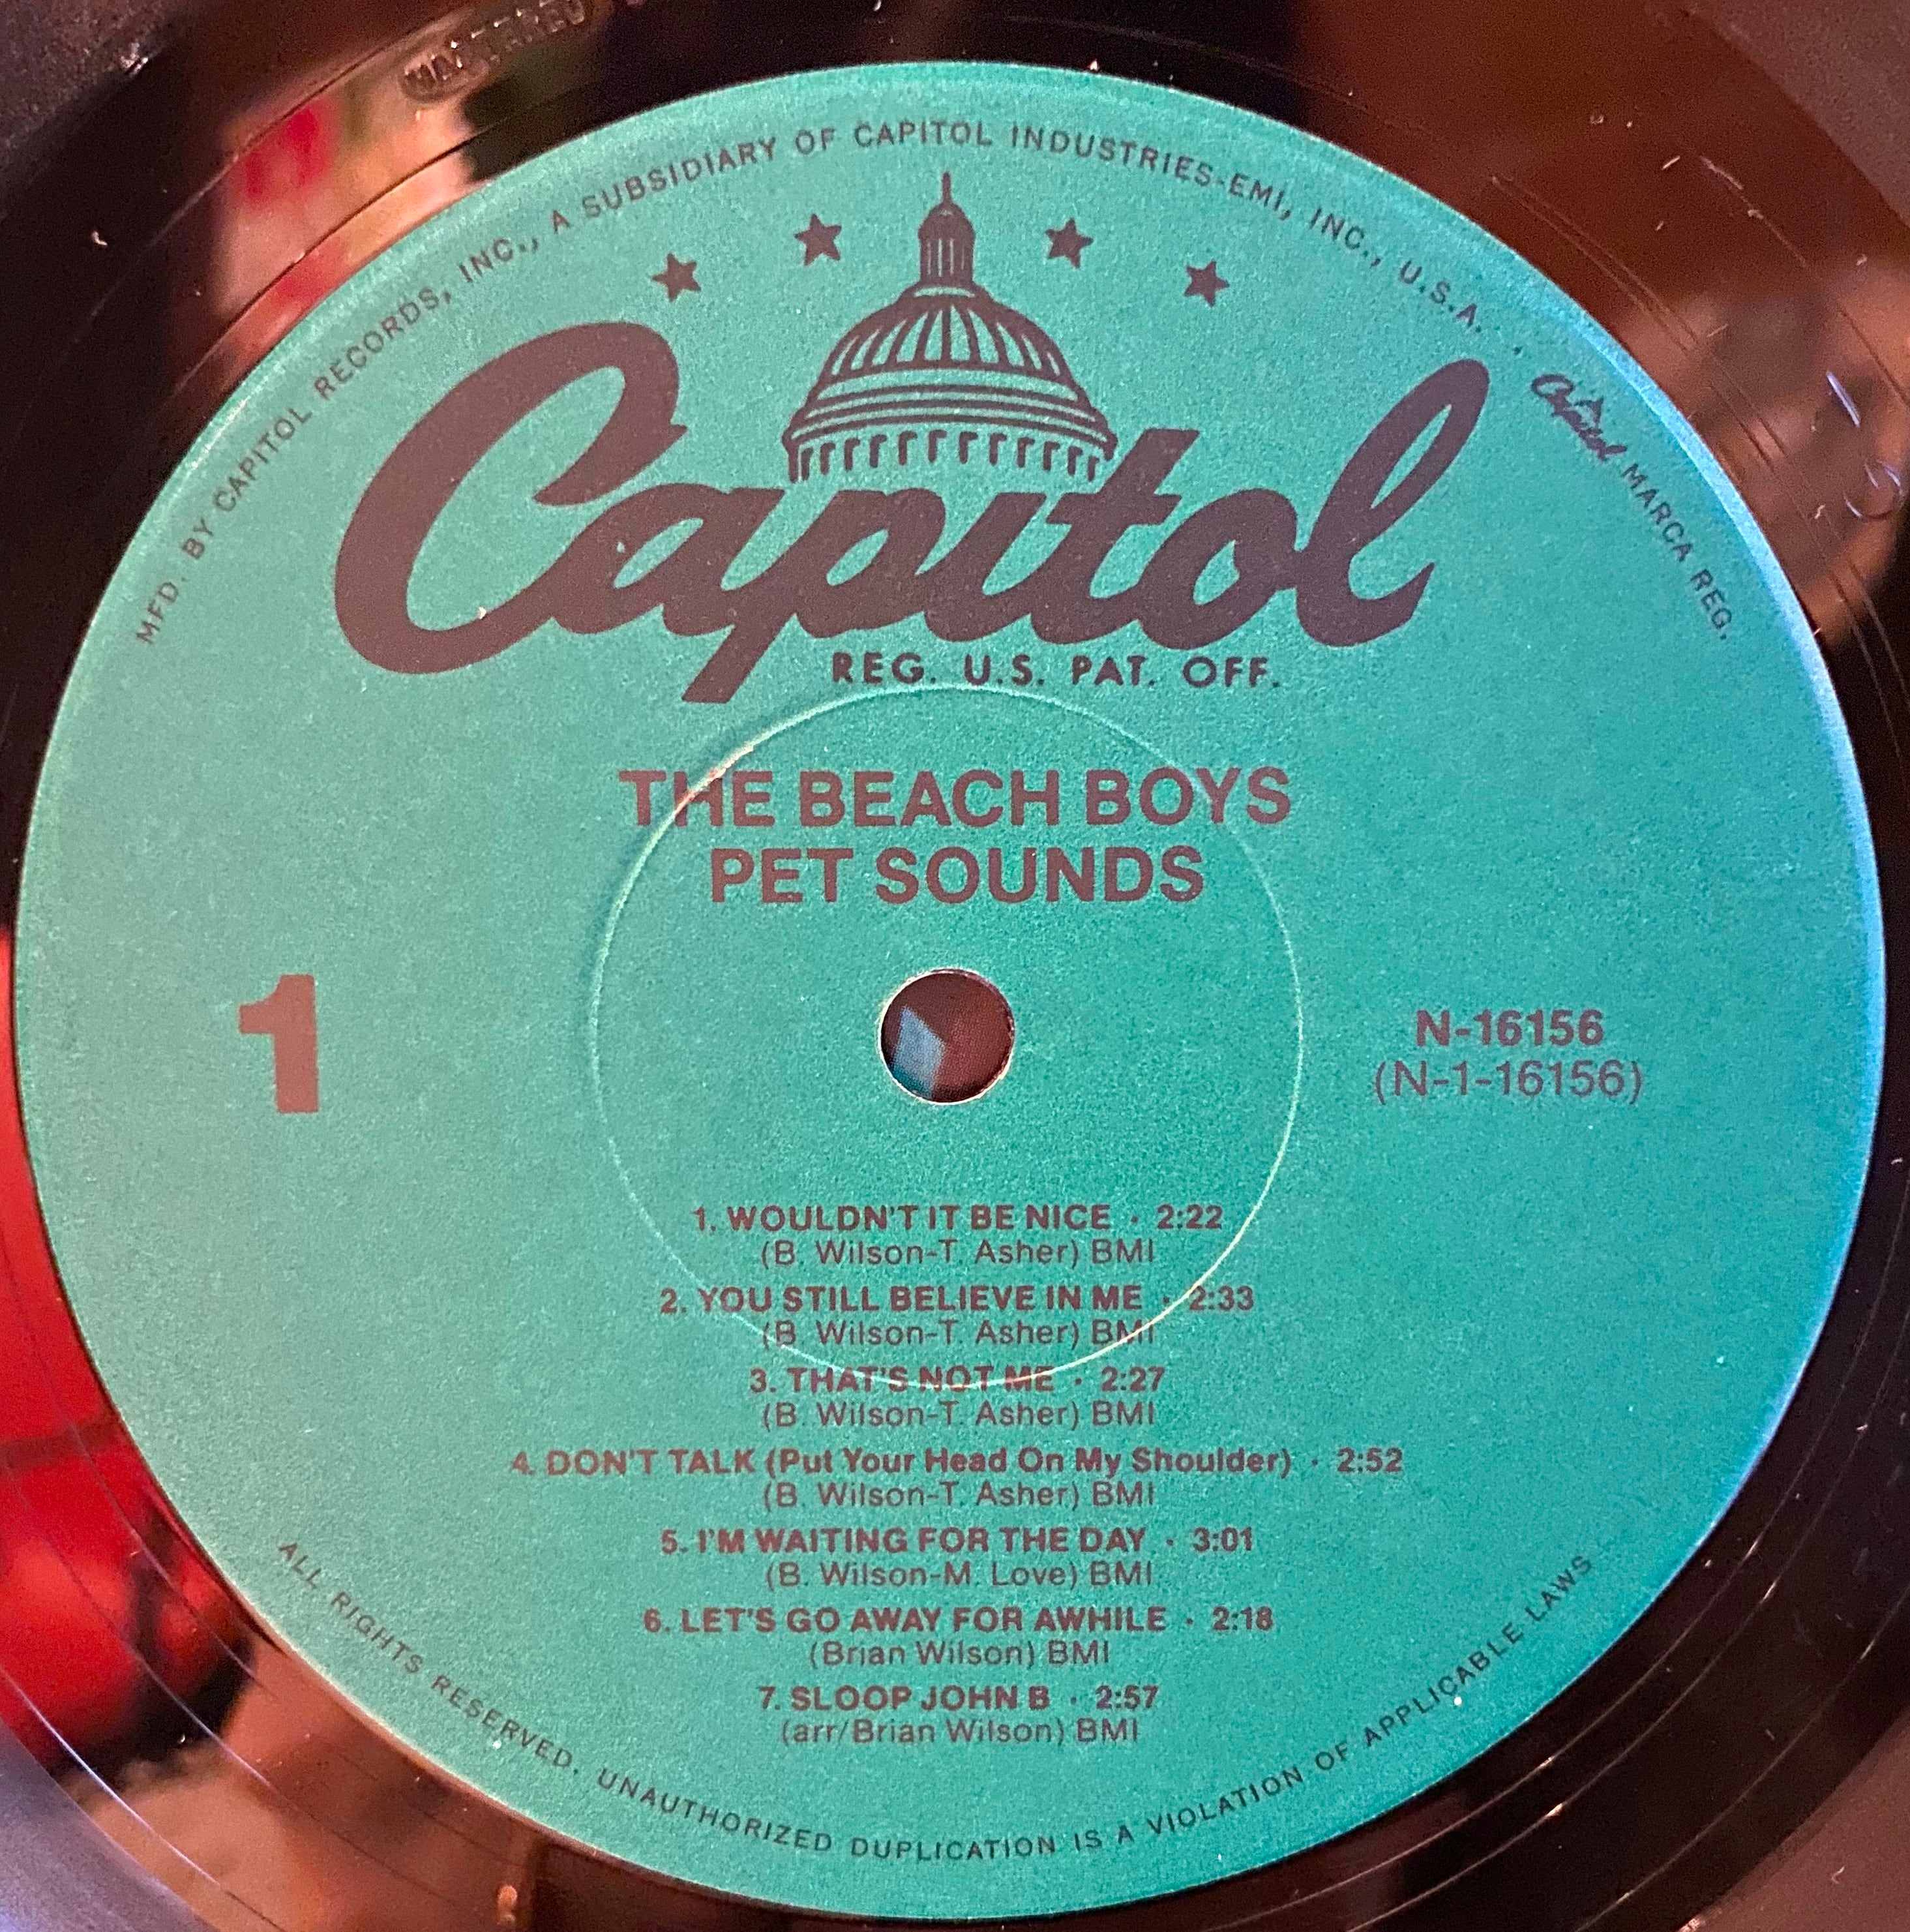 MASTERED
MFD. BY CAPITOL RECORDS, INC., A SUBSIDIARY OF CAPITOL INDUSTRIES-EMI, INC., U.S.A. . Capitol MARCA REG.
Capitol
REG. U.S. PAT. OFF.
THE BEACH BOYS
PET SOUNDS
1
N-16156
(N-1-16156)
1. WOULDN'T IT BE NICE · 2:22
(B. Wilson-T. Asher) BMI
2. YOU STILL BELIEVE IN ME · 2:33
(B. Wilson-T. Asher) BMI
3. THAT'S NOT ME · 2:27
(B. Wilson-T. Asher) BMI
4. DON'T TALK (Put Your Head On My Shoulder) · 2:52
(B. Wilson-T. Asher) BMI
5. I'M WAITING FOR THE DAY · 3:01
(B. Wilson-M. Love) BMI
6. LET'S GO AWAY FOR AWHILE · 2:18
(Brian Wilson) BMI
7. SLOOP JOHN B · 2:57
(arr/Brian Wilson) BMI
ALL RIGHTS RESERVED. UNAUTHORIZED DUPLICATION IS A VIOLATION OF APPLICABLE LAWS